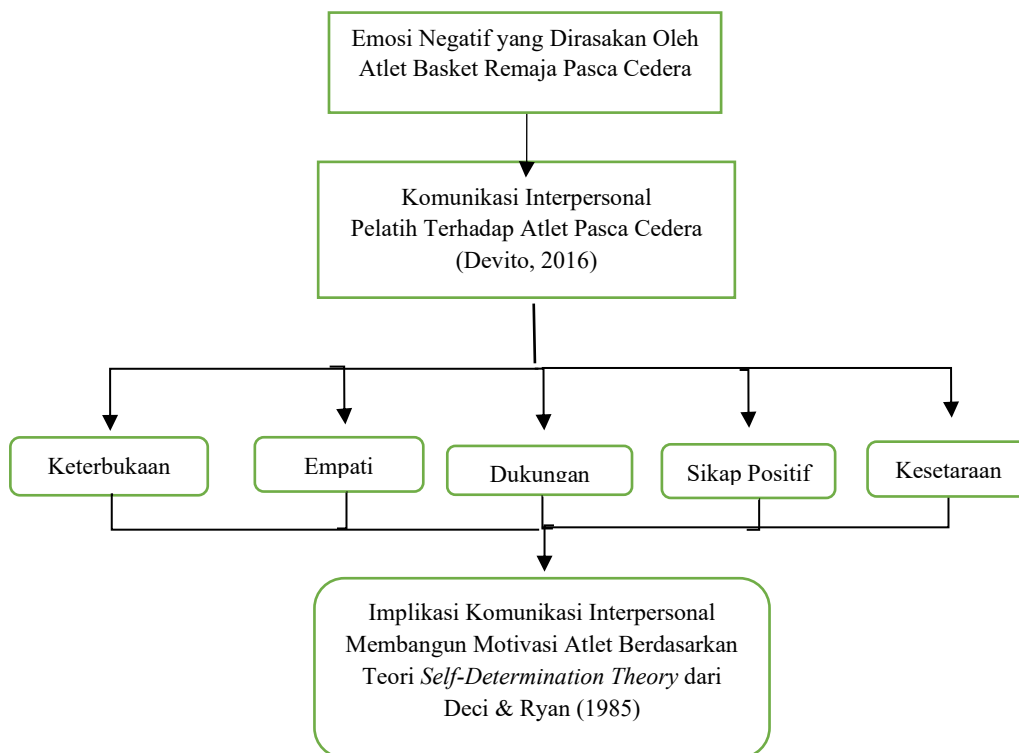 Emosi Negatif yang Dirasakan Oleh
Atlet Basket Remaja Pasca Cedera
Komunikasi Interpersonal
Pelatih Terhadap Atlet Pasca Cedera
(Devito, 2016)
Keterbukaan
Empati
Dukungan
Sikap Positif
Kesetaraan
Implikasi Komunikasi Interpersonal
Membangun Motivasi Atlet Berdasarkan
Teori Self-Determination Theory dari
Deci & Ryan (1985)